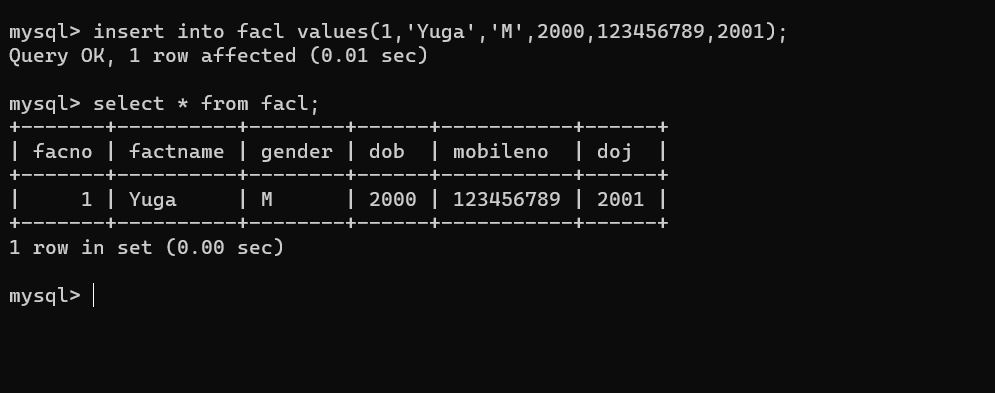 mysql> insert into facl values(1,'Yuga','M',2000,123456789,2001);
Query OK, 1 row affected (0.01 sec)
mysql> select * from facl;
+-------+----------+--------+------+-----------+------+
| facno | factname | gender | dob  | mobileno  | doj  |
+-------+----------+--------+------+-----------+------+
|     1 | Yuga     | M      | 2000 | 123456789 | 2001 |
+-------+----------+--------+------+-----------+------+
1 row in set (0.00 sec)
mysql>